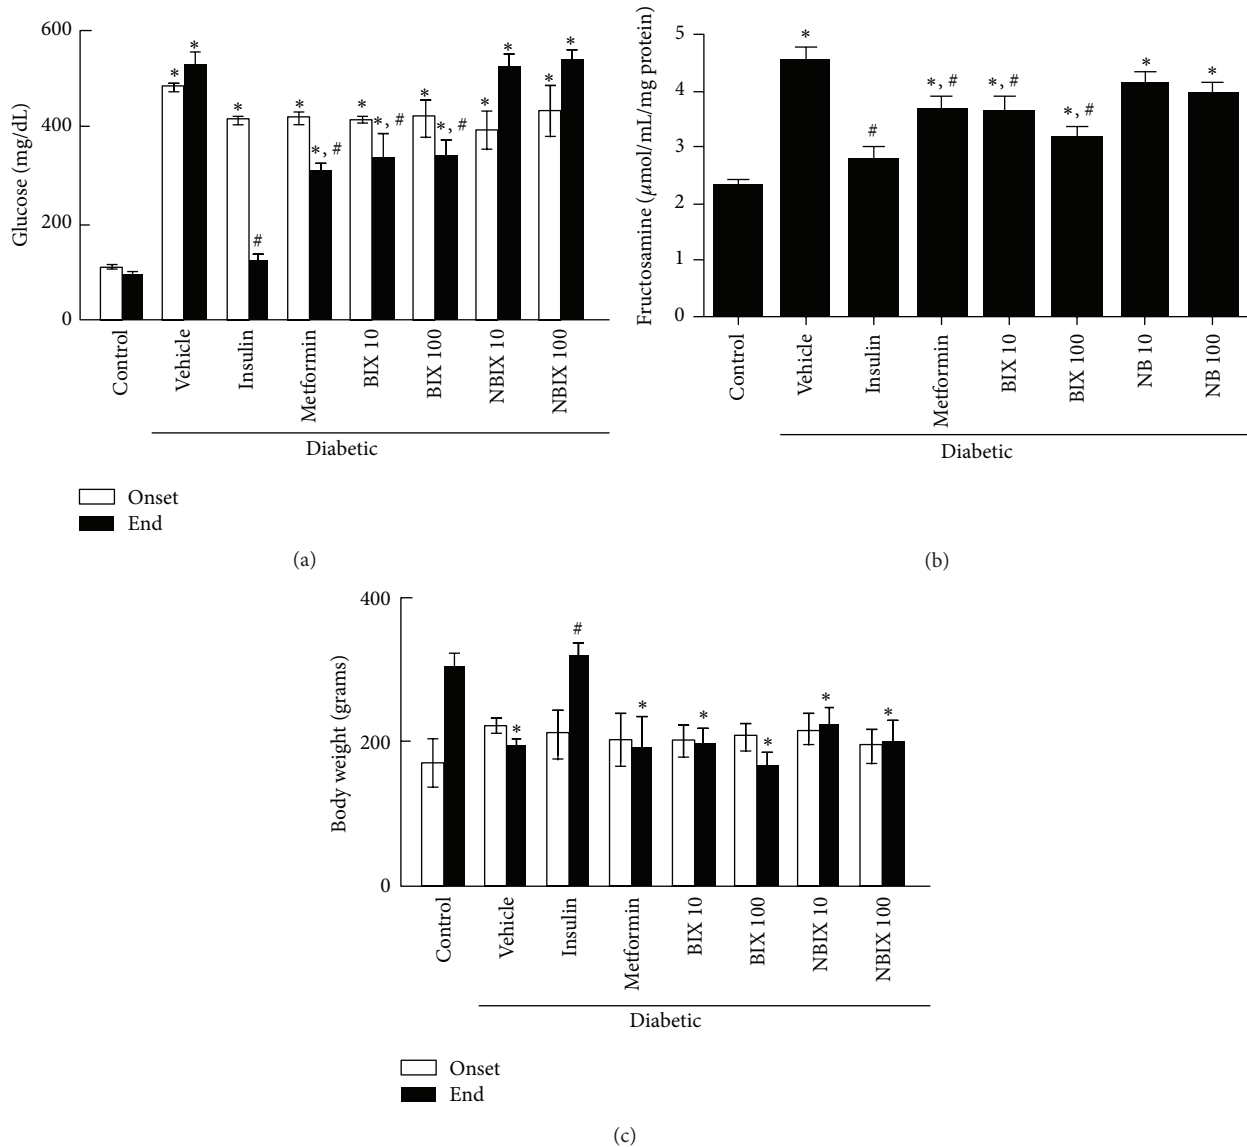 600
400
200
0
Glucose (mg/dL)
*
*
*
#
*
*, #
*
*, #
*
*, #
*
*
*
*
Control
Vehicle
Insulin
Metformin
BIX 10
BIX 100
NBIX 10
NBIX 100
Diabetic
Onset
End
(a)
5
4
3
2
1
0
Fructosamine (μmol/mL/mg protein)
*
#
*, #
*, #
*, #
*
*
Control
Vehicle
Insulin
Metformin
BIX 10
BIX 100
NB 10
NB 100
Diabetic
(b)
400
200
0
Body weight (grams)
*
#
*
*
*
*
*
Control
Vehicle
Insulin
Metformin
BIX 10
BIX 100
NBIX 10
NBIX 100
Diabetic
Onset
End
(c)